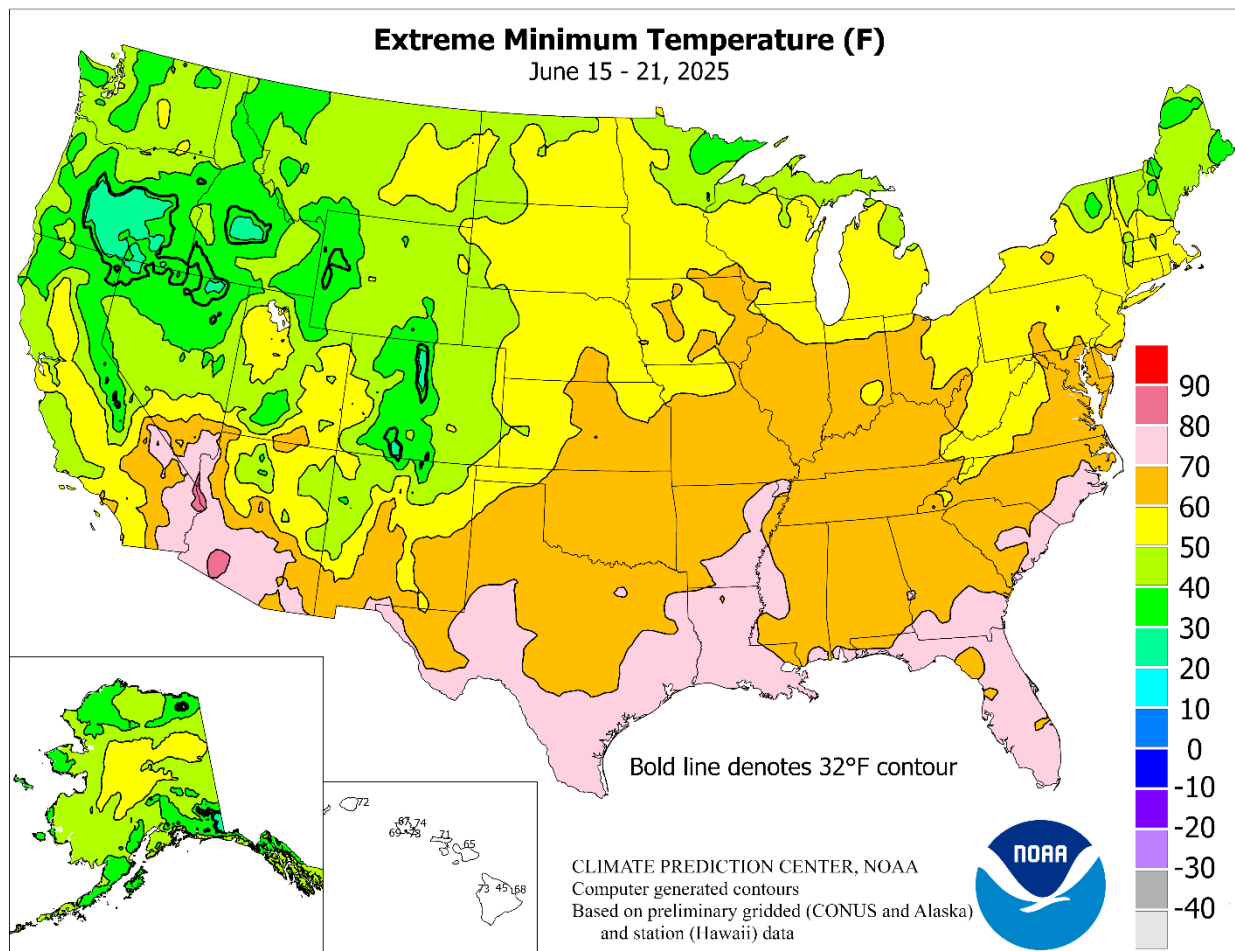 Extreme Minimum Temperature (F)
June 15 - 21, 2025
90
80
70
60
50
40
30
20
10
0
-10
-20
-30
-40
Bold line denotes 32°F contour
72
67 74
69 73
71
65
73 45 68
CLIMATE PREDICTION CENTER, NOAA
Computer generated contours
Based on preliminary gridded (CONUS and Alaska)
and station (Hawaii) data
NOAA